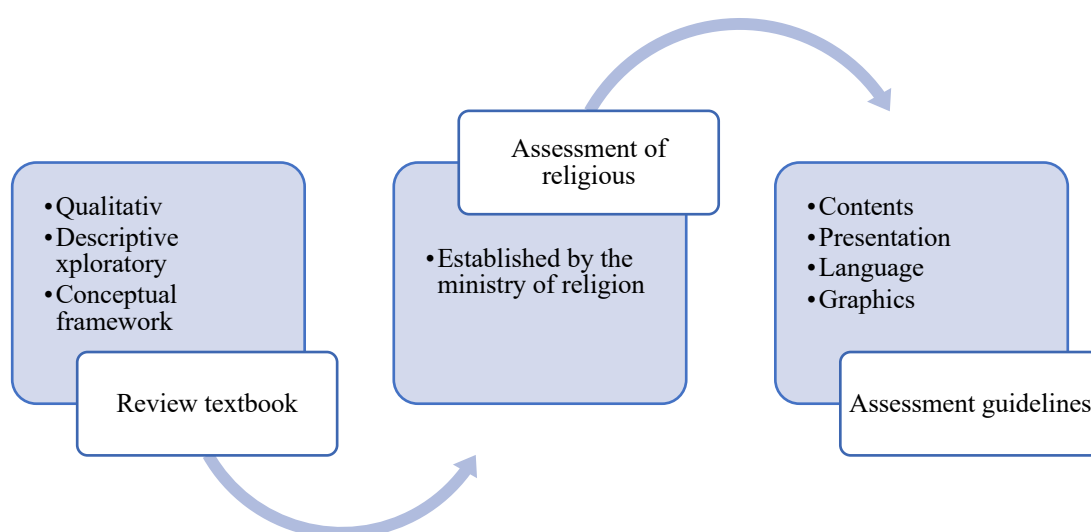 •Qualitativ
•Descriptive
xploratory
•Conceptual
framework
Review textbook
Assessment of
religious
•Established by the
ministry of religion
•Contents
•Presentation
•Language
•Graphics
Assessment guidelines